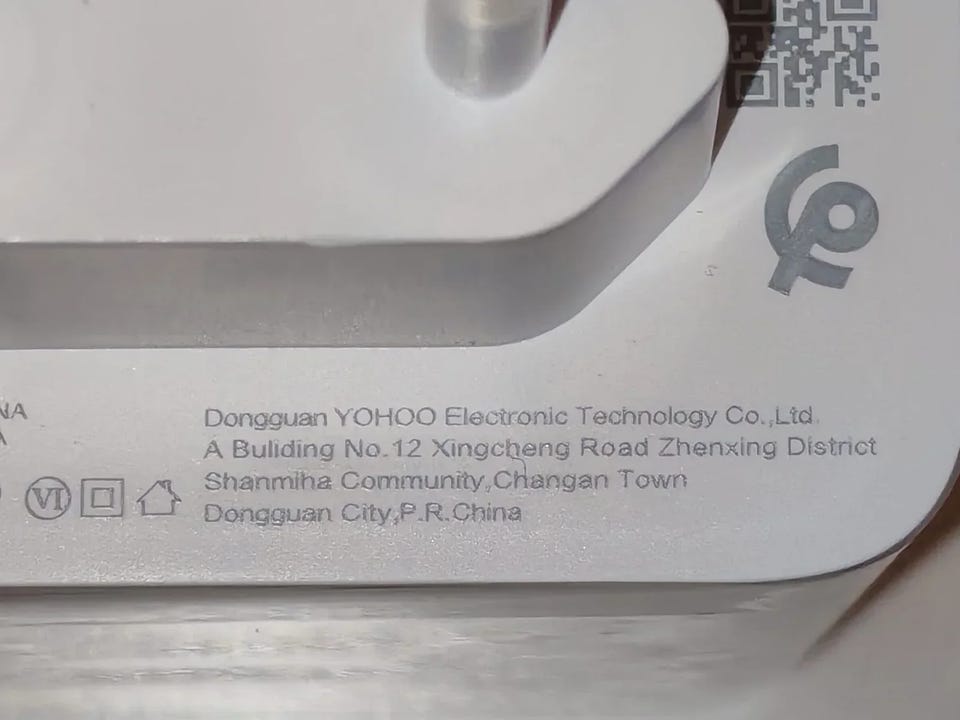 Dongguan YOHOO Electronic Technology Co.,Ltd.
A Buliding No.12 Xingcheng Road Zhenxing District
Shanmiha Community,Changan Town
Dongguan City,P.R.China
VI